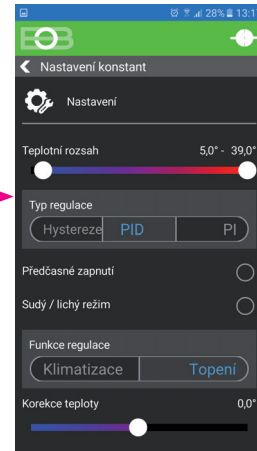 28% 13:1
EOB
Nastavení konstant
Nastavení
Teplotní rozsah 5,0° - 39,0°
Typ regulace
Hystereze PID PI
Předčasné zapnutí
Sudý / lichý režim
Funkce regulace
Klimatizace Topení
Korekce teploty 0,0°